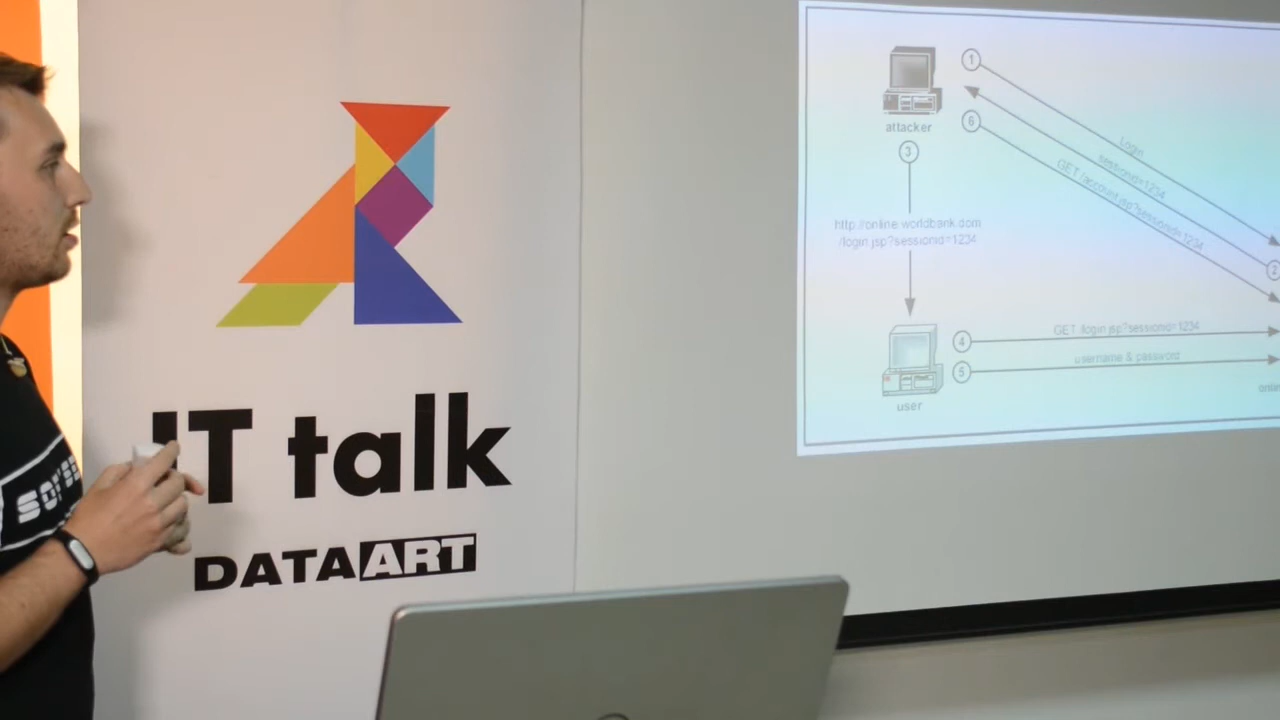 IT talk
DATAART
1
attacker
6
3
Login
sessionid=1234
GET /account.jsp?sessionid=1234
2
http://online.worldbank.dom
/login.jsp?sessionid=1234
4
GET /login.jsp?sessionid=1234
5
username & password
user